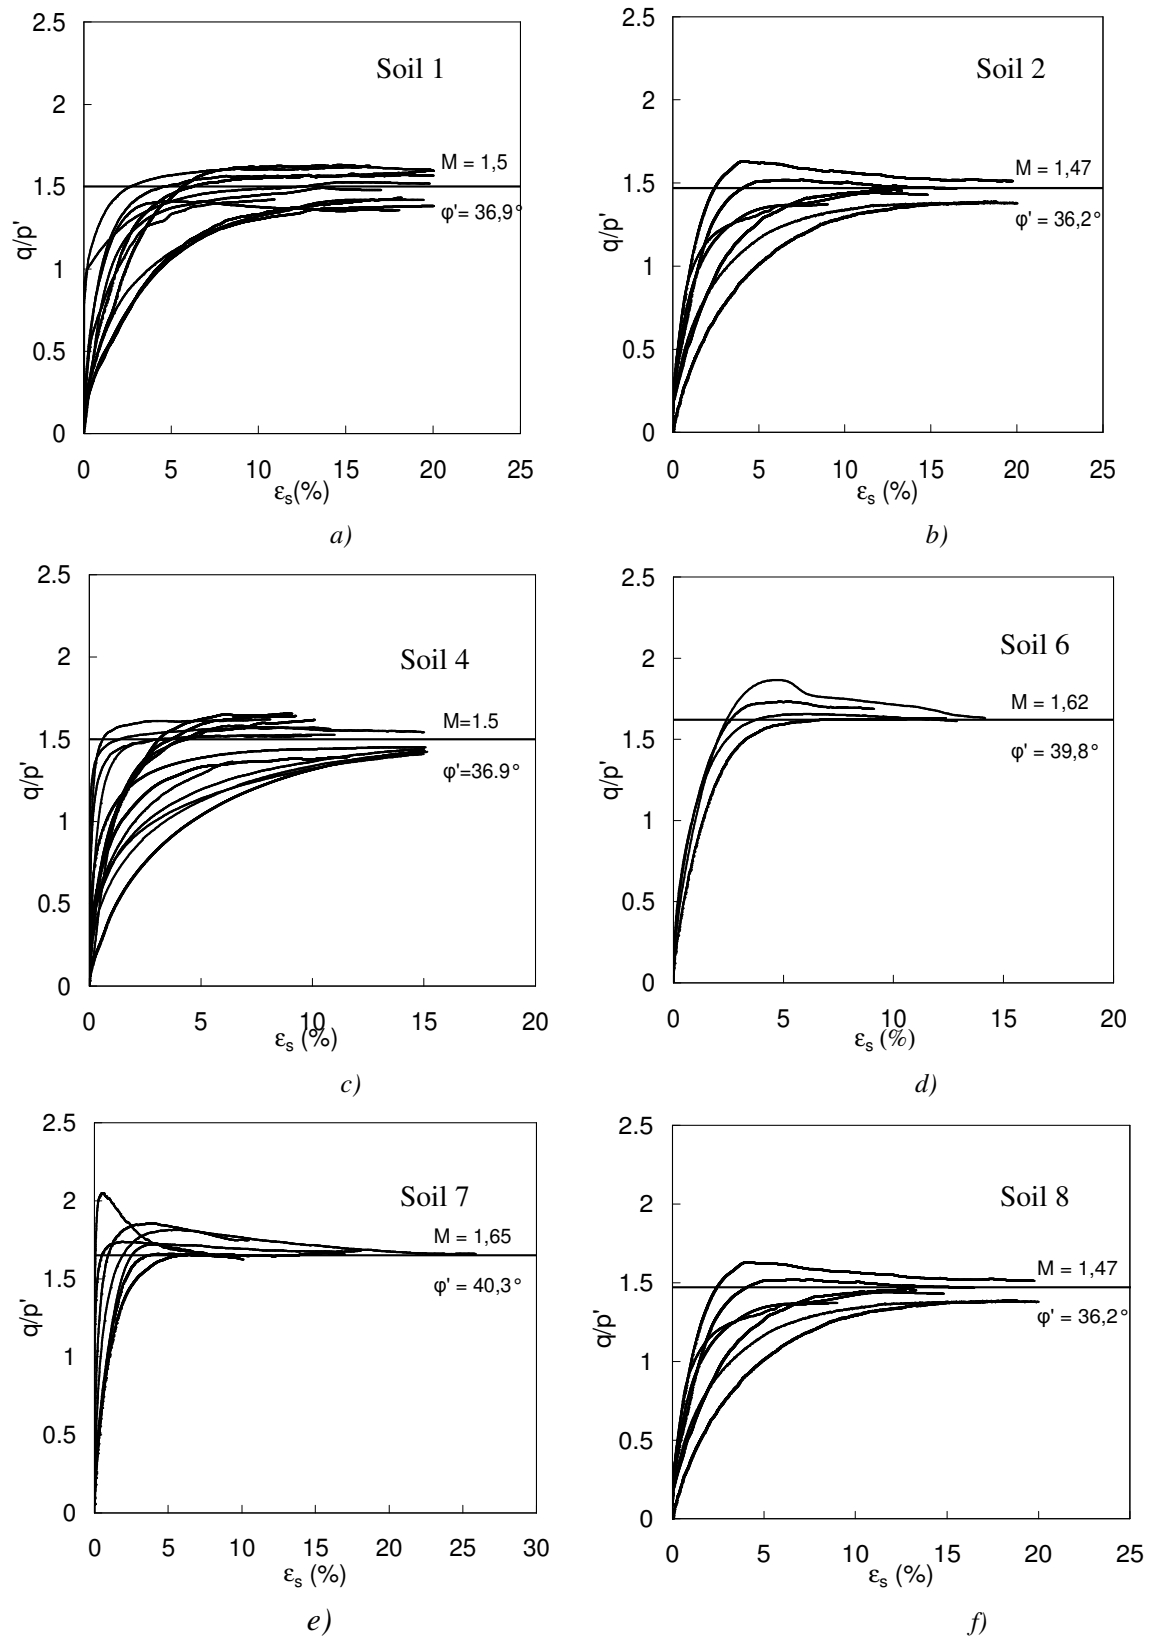 2.5
Soil 1
2
M = 1,5
1.5
φ'= 36,9°
q/p'
1
0.5
0
0 5 10 15 20 25
εs(%)
a)
2.5
Soil 2
2
M = 1,47
1.5
φ' = 36,2°
q/p'
1
0.5
0
0 5 10 15 20 25
εs (%)
b)
2.5
2
Soil 4
M=1.5
1.5
φ'=36.9°
q/p'
1
0.5
0
0 5 10 15 20
εs (%)
c)
2.5
Soil 6
2
M = 1,62
1.5
φ' = 39,8°
q/p'
1
0.5
0
0 5 10 15 20
εs (%)
d)
2.5
2
Soil 7
M = 1,65
1.5
φ' = 40,3°
q/p'
1
0.5
0
0 5 10 15 20 25 30
εs (%)
e)
2.5
Soil 8
2
M = 1,47
1.5
φ' = 36,2°
q/p'
1
0.5
0
0 5 10 15 20 25
εs (%)
f)